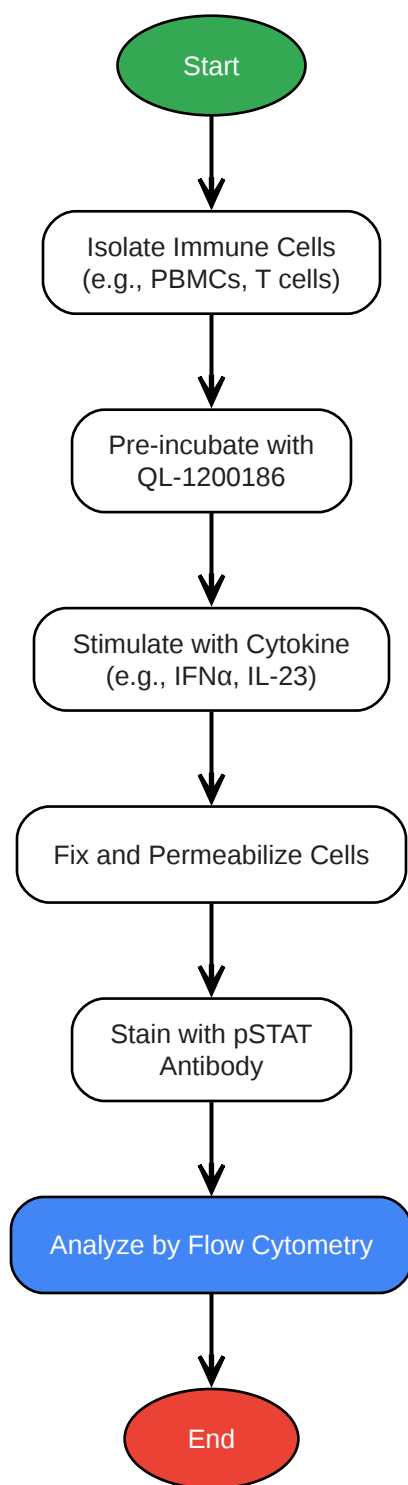 Start
Isolate Immune Cells
(e.g., PBMCs, T cells)
Pre-incubate with
QL-1200186
Stimulate with Cytokine
(e.g., IFNα, IL-23)
Fix and Permeabilize Cells
Stain with pSTAT
Antibody
Analyze by Flow Cytometry
End